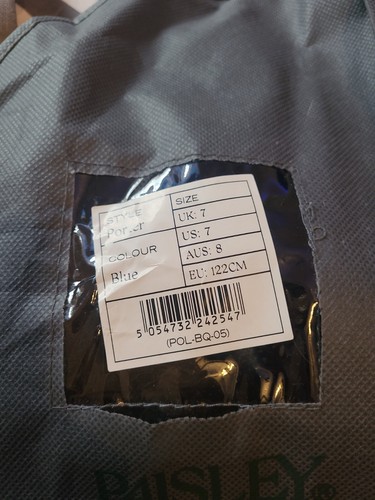 STYLE
Porter
COLOUR
Blue
SIZE
UK: 7
US: 7
AUS: 8
EU: 122CM
5 054732 242547
(POL-BQ-05)
PAISLEY